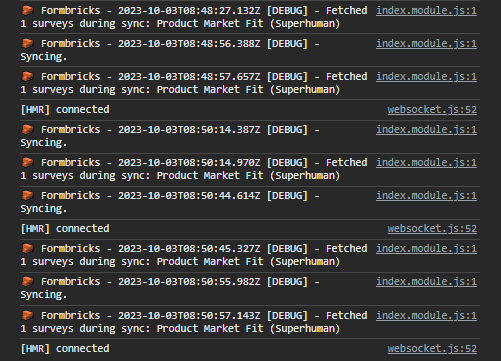 Formbricks - 2023-10-03T08:48:27.132Z [DEBUG] - Fetched index.module.js:1
1 surveys during sync: Product Market Fit (Superhuman)
Formbricks - 2023-10-03T08:48:56.388Z [DEBUG] - index.module.js:1
Syncing.
Formbricks - 2023-10-03T08:48:57.657Z [DEBUG] - Fetched index.module.js:1
1 surveys during sync: Product Market Fit (Superhuman)
[HMR] connected websocket.js:52
Formbricks - 2023-10-03T08:50:14.387Z [DEBUG] - index.module.js:1
Syncing.
Formbricks - 2023-10-03T08:50:14.970Z [DEBUG] - Fetched index.module.js:1
1 surveys during sync: Product Market Fit (Superhuman)
Formbricks - 2023-10-03T08:50:44.614Z [DEBUG] - index.module.js:1
Syncing.
[HMR] connected websocket.js:52
Formbricks - 2023-10-03T08:50:45.327Z [DEBUG] - Fetched index.module.js:1
1 surveys during sync: Product Market Fit (Superhuman)
Formbricks - 2023-10-03T08:50:55.982Z [DEBUG] - index.module.js:1
Syncing.
Formbricks - 2023-10-03T08:50:57.143Z [DEBUG] - Fetched index.module.js:1
1 surveys during sync: Product Market Fit (Superhuman)
[HMR] connected websocket.js:52